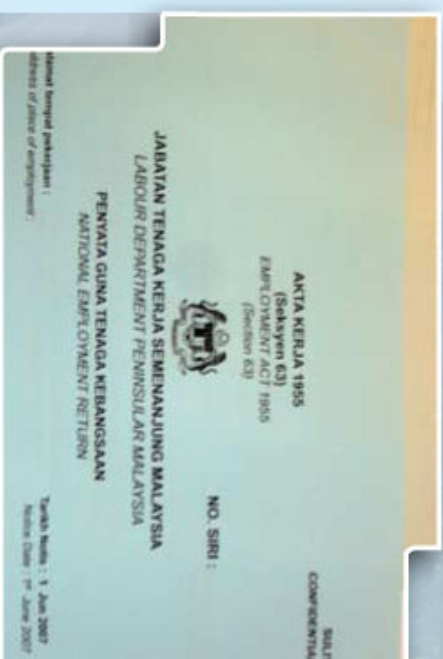 SULIT
CONFIDENTIAL
AKTA KERJA 1955
(Seksyen 63)
EMPLOYMENT ACT 1955
(Section 63)
NO. SIRI :
JABATAN TENAGA KERJA SEMENANJUNG MALAYSIA
LABOUR DEPARTMENT PENINSULAR MALAYSIA
PENYATA GUNA TENAGA KEBANGSAAN
NATIONAL EMPLOYMENT RETURN
Tarikh Notis : 1 Jun 2007
Notice Date : 1st June 2007
alamat tempat pekerjaan :
address of place of employment :